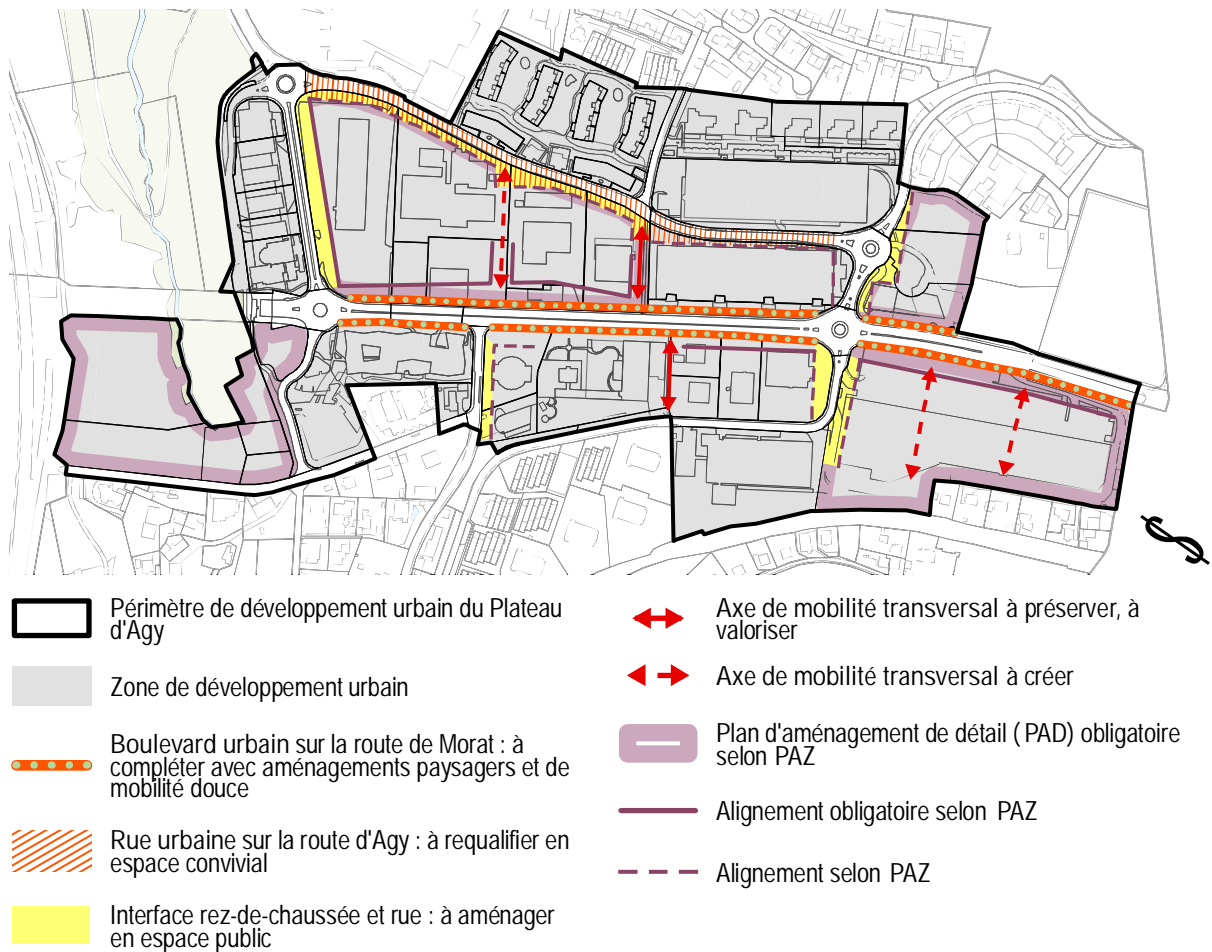 Périmètre de développement urbain du Plateau
d'Agy
Zone de développement urbain
Boulevard urbain sur la route de Morat : à
compléter avec aménagements paysagers et de
mobilité douce
Rue urbaine sur la route d'Agy : à requalifier en
espace convivial
Interface rez-de-chaussée et rue : à aménager
en espace public
Axe de mobilité transversal à préserver, à
valoriser
Axe de mobilité transversal à créer
Plan d'aménagement de détail (PAD) obligatoire
selon PAZ
Alignement obligatoire selon PAZ
Alignement selon PAZ